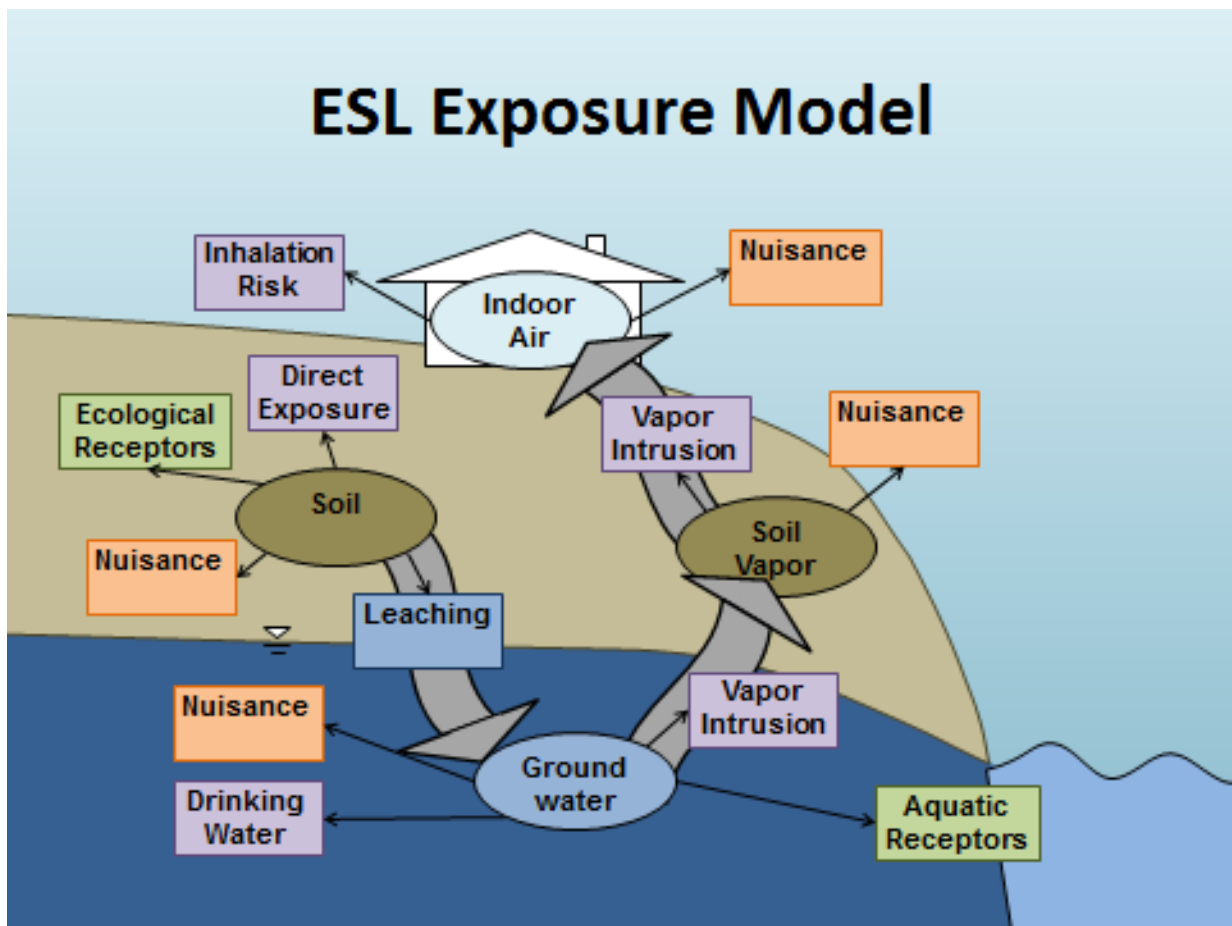 ESL Exposure Model
Inhalation
Risk
Nuisance
Indoor
Air
Direct
Exposure
Ecological
Receptors
Vapor
Intrusion
Nuisance
Soil
Soil
Vapor
Nuisance
Leaching
Nuisance
Vapor
Intrusion
Ground
water
Drinking
Water
Aquatic
Receptors